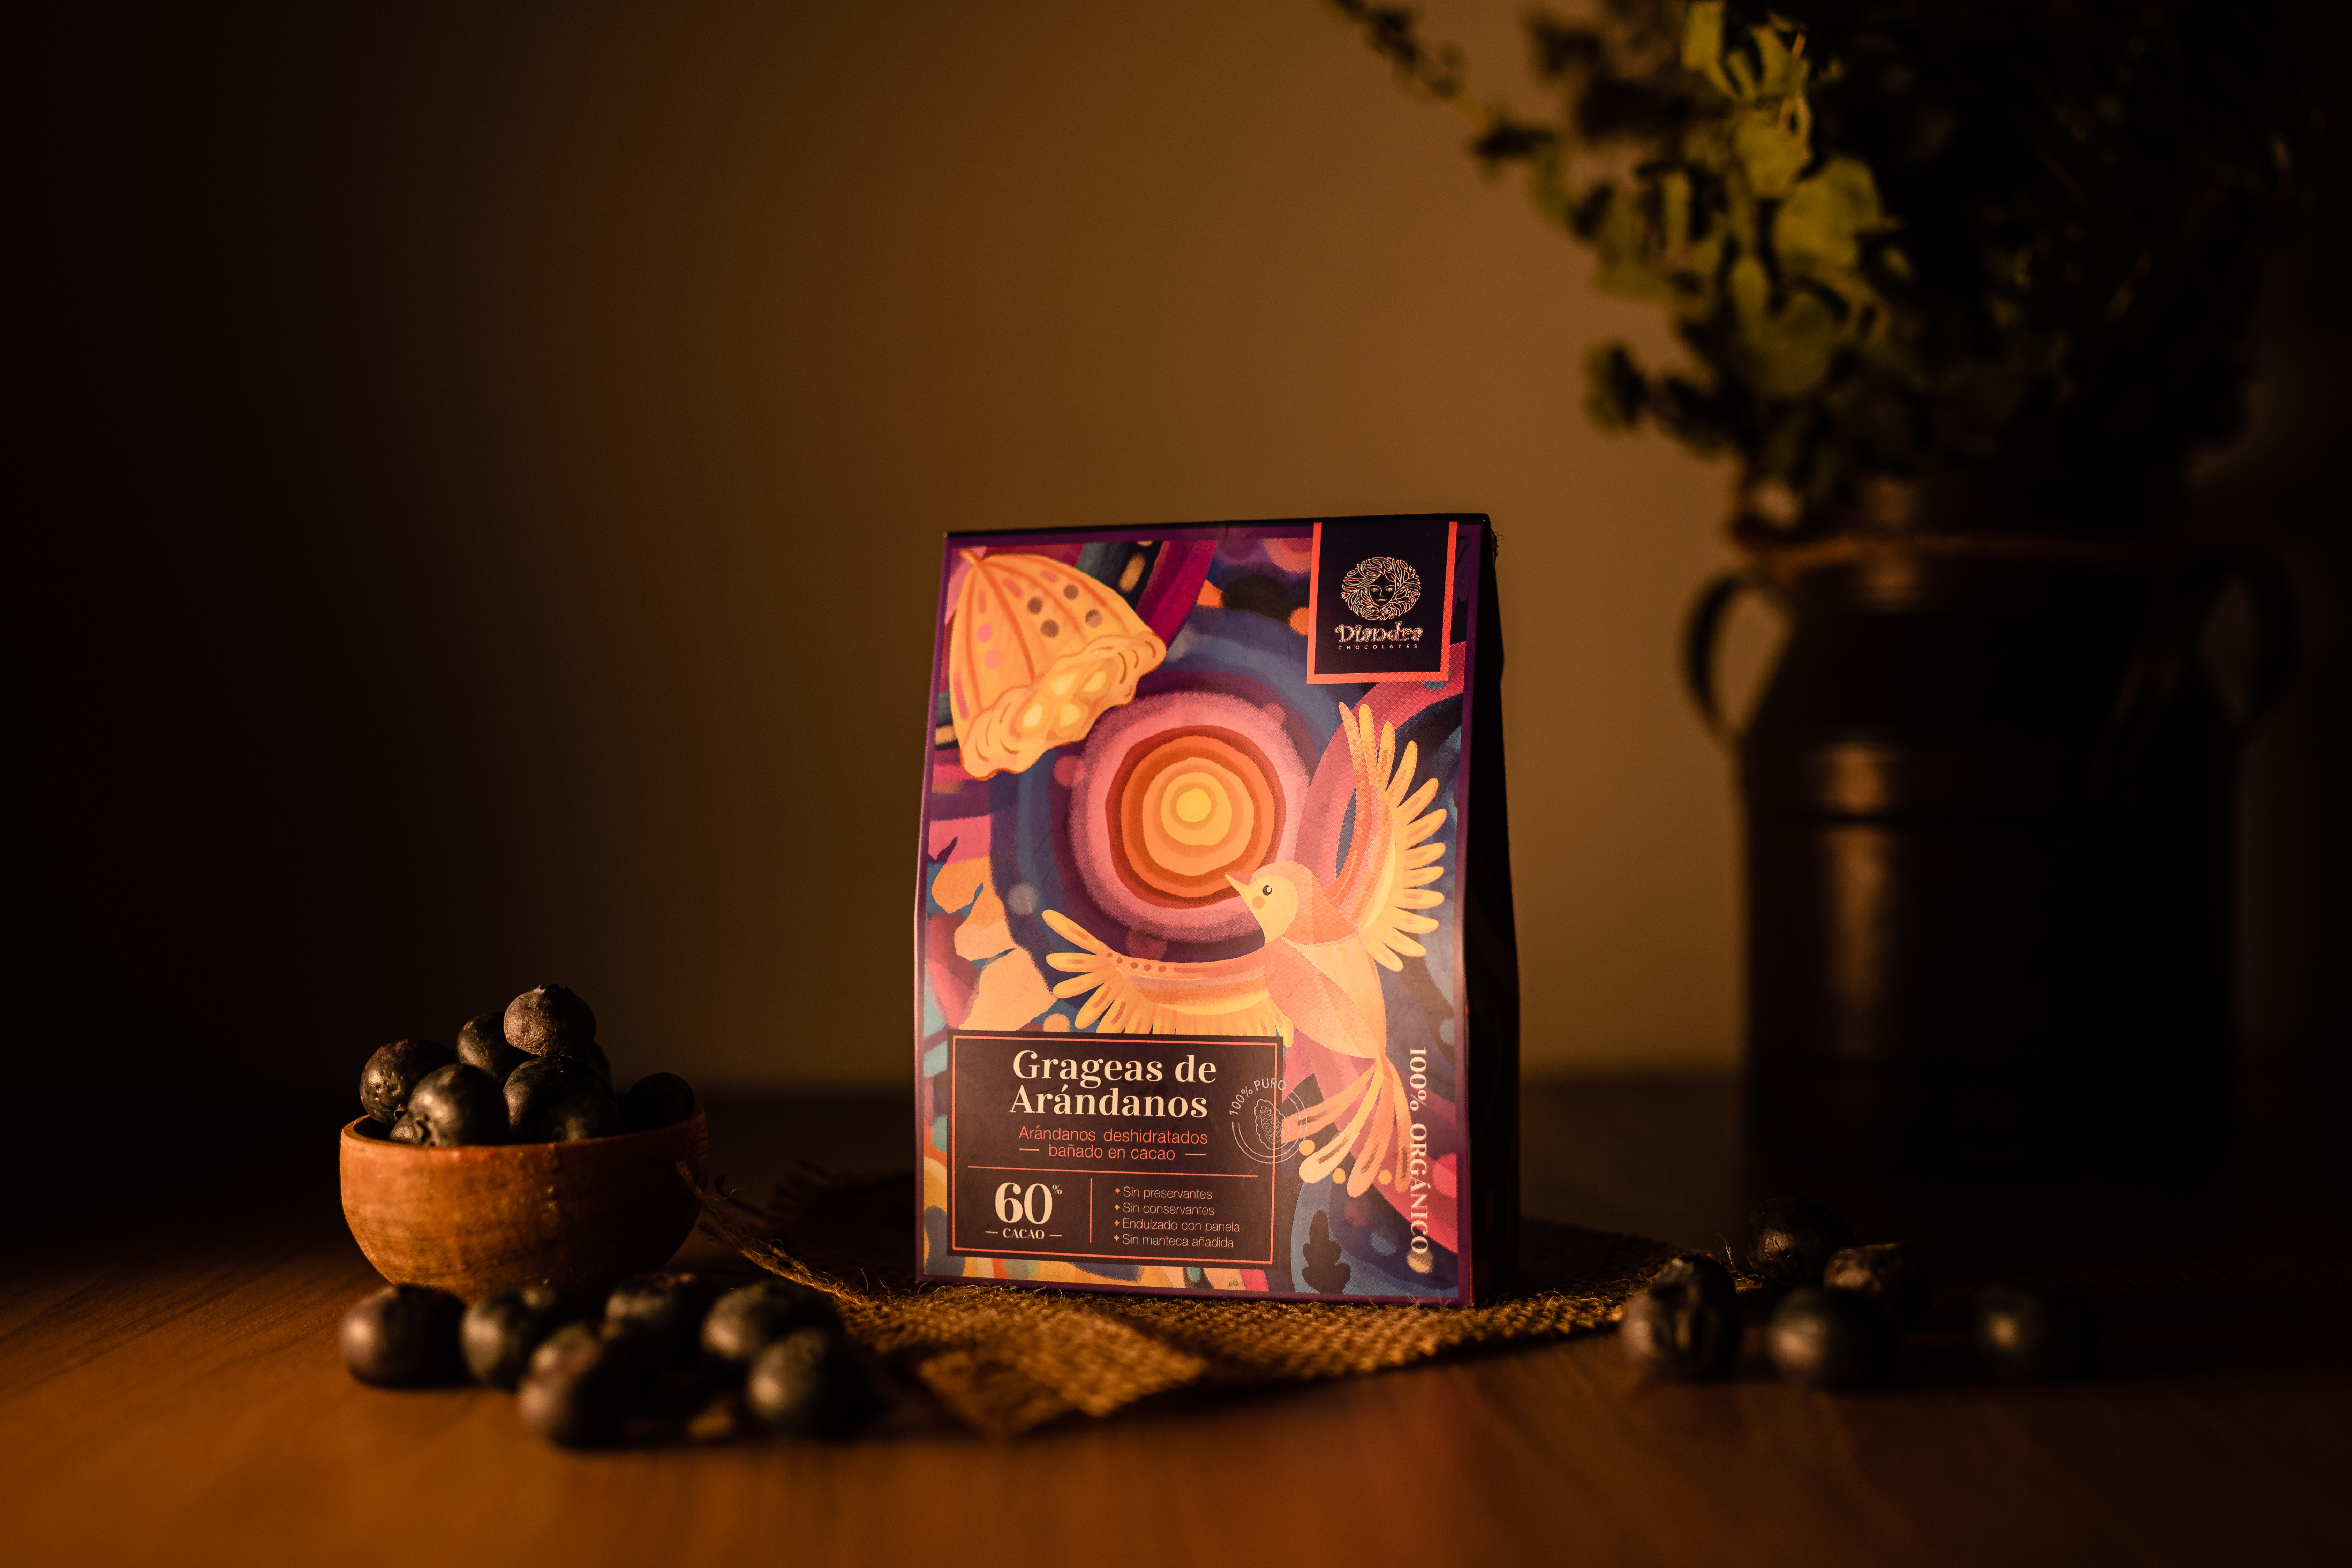 Diandra
CHOCOLATES
Grageas de
Arándanos
Arándanos deshidratados
bañado en cacao
100% PURO
60%
CACAO
Sin preservantes
Sin conservantes
Endulzado con panela
Sin manteca añadida
100% ORGÁNICO